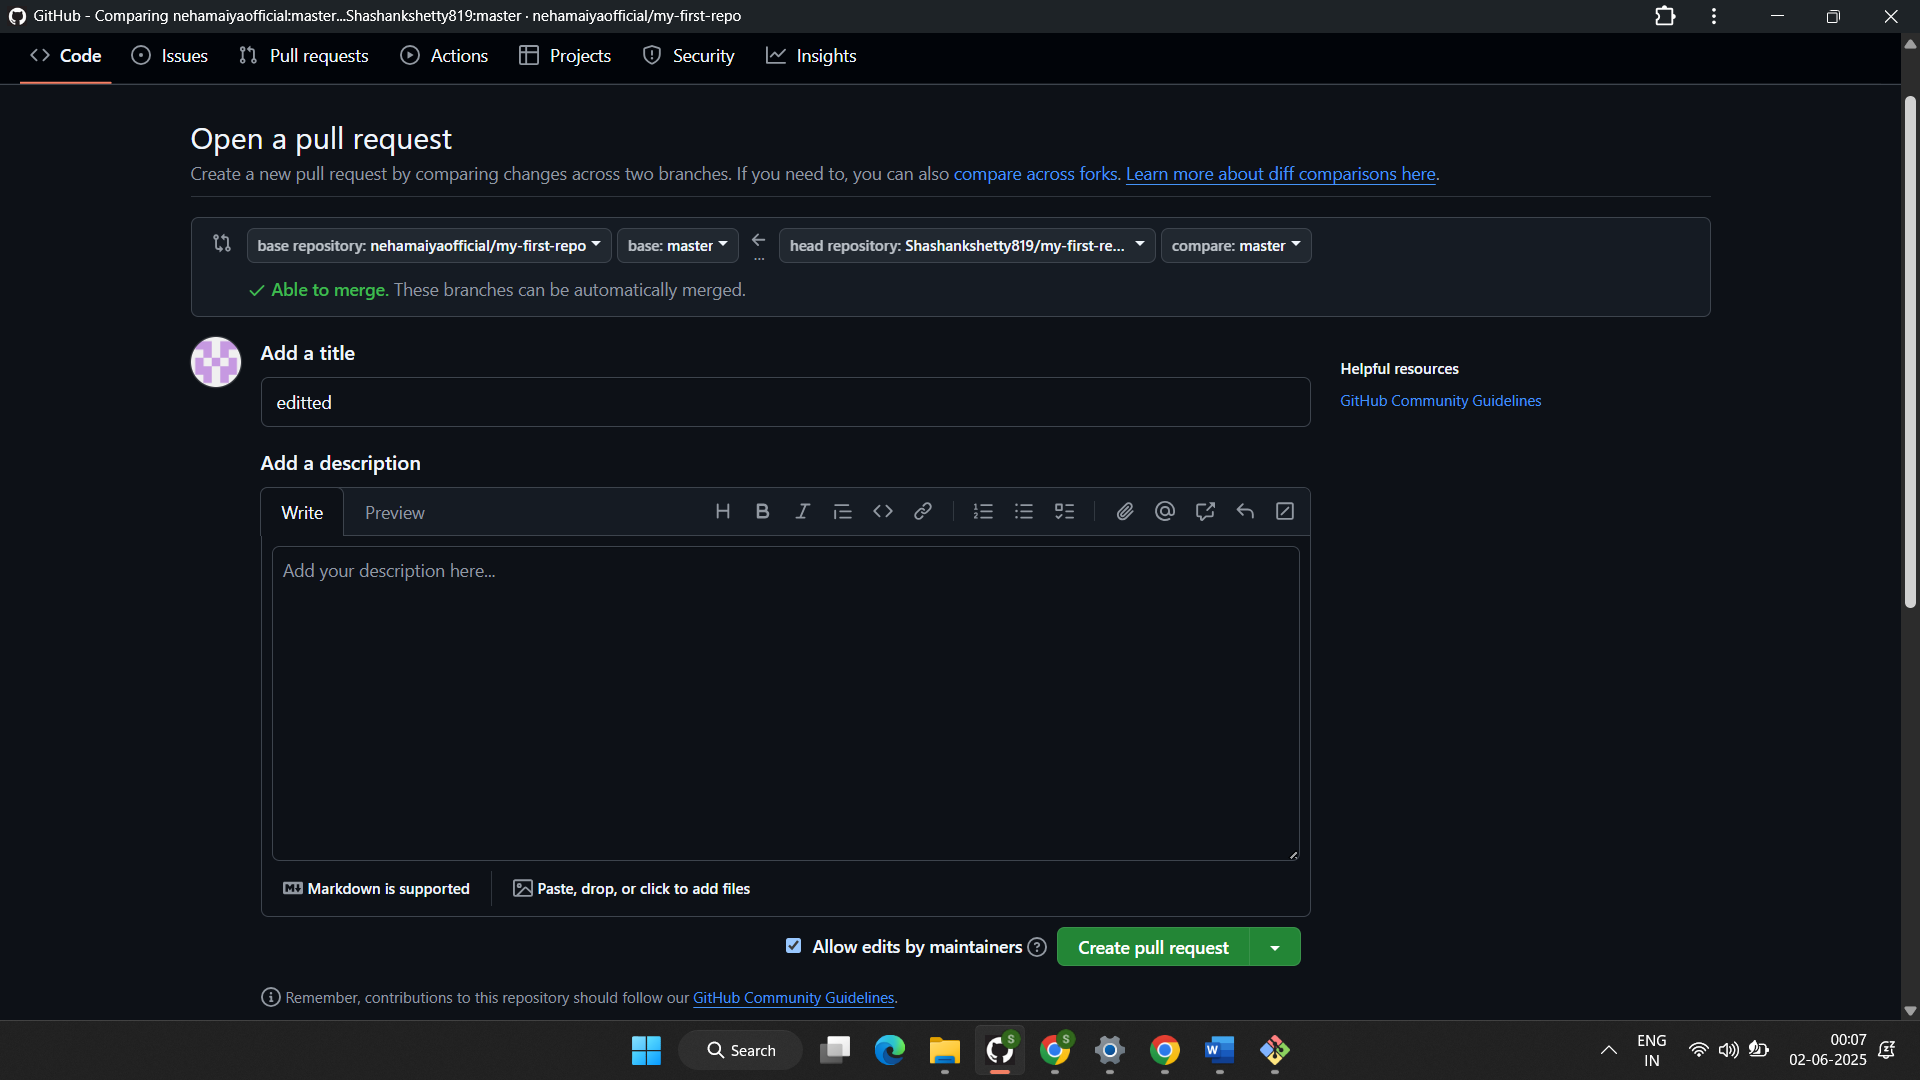 GitHub - Comparing nehamaiyaofficial:master...Shashankshetty819:master · nehamaiyaofficial/my-first-repo
Code Issues Pull requests Actions Projects Security Insights
Open a pull request
Create a new pull request by comparing changes across two branches. If you need to, you can also compare across forks. Learn more about diff comparisons here.
base repository: nehamaiyaofficial/my-first-repo base: master head repository: Shashankshetty819/my-first-re... compare: master
Able to merge. These branches can be automatically merged.
Add a title
Helpful resources
editted
GitHub Community Guidelines
Add a description
Write Preview
Add your description here...
Markdown is supported Paste, drop, or click to add files
Allow edits by maintainers Create pull request
Remember, contributions to this repository should follow our GitHub Community Guidelines.
Search
ENG
IN
00:07
02-06-2025